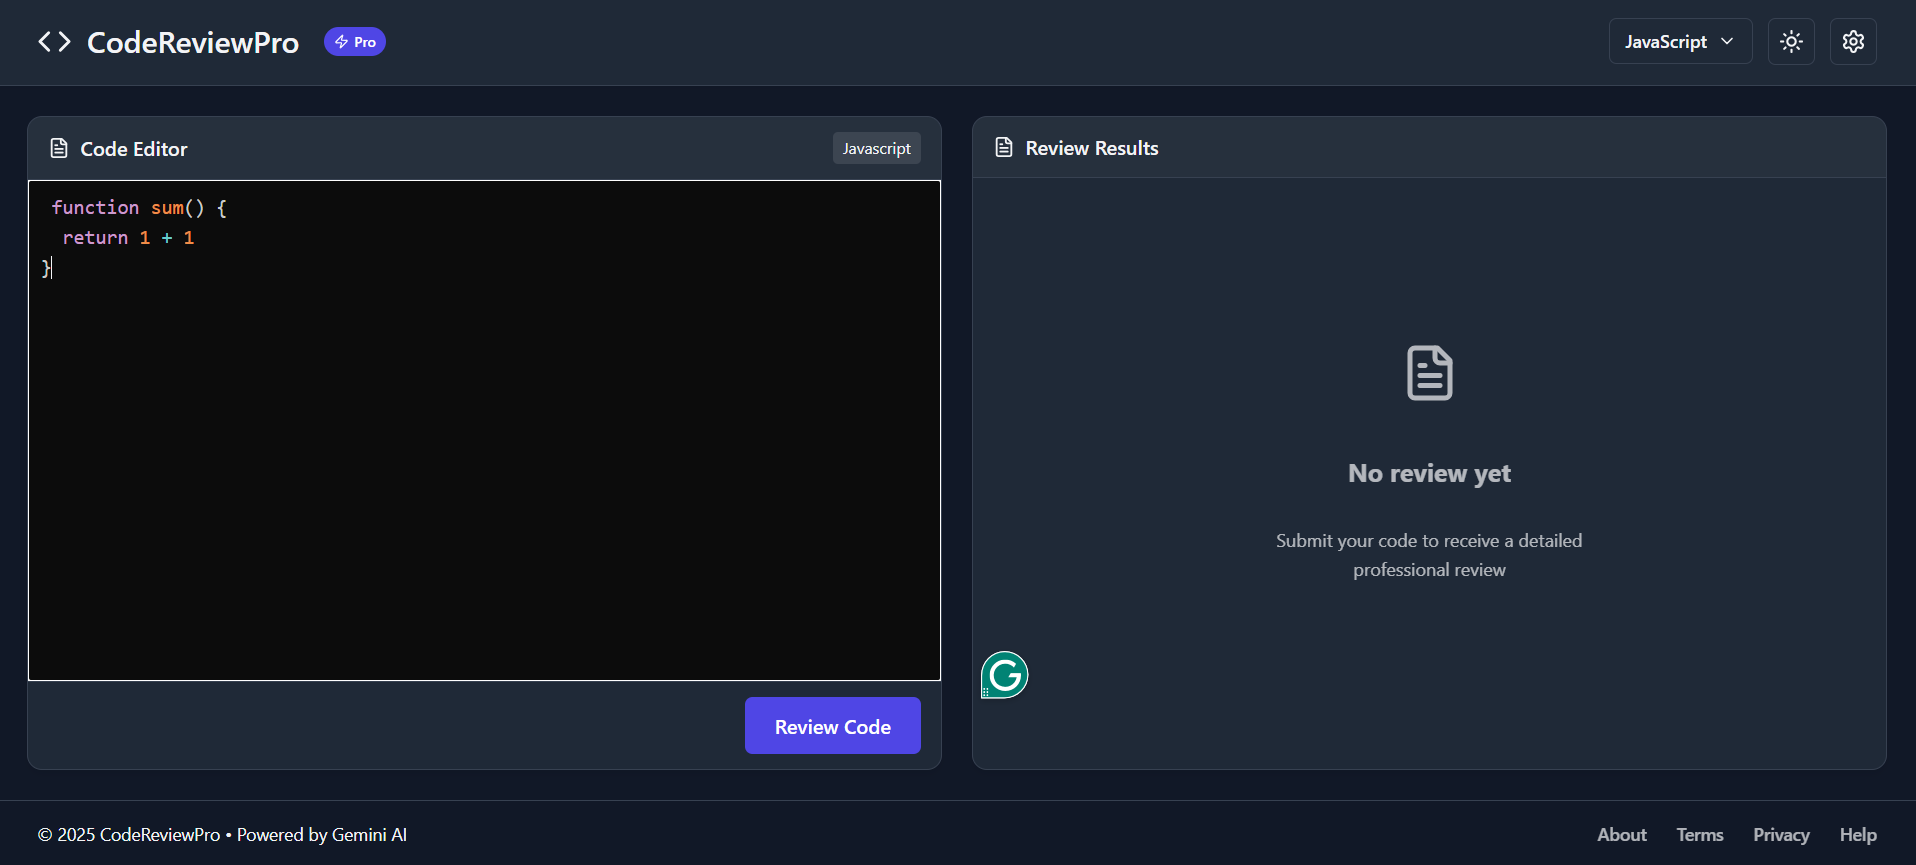 CodeReviewPro
Pro
JavaScript
Code Editor
Javascript
function sum() {
return 1 + 1
}
Review Code
Review Results
No review yet
Submit your code to receive a detailed
professional review
G
© 2025 CodeReviewPro • Powered by Gemini AI
About Terms Privacy Help